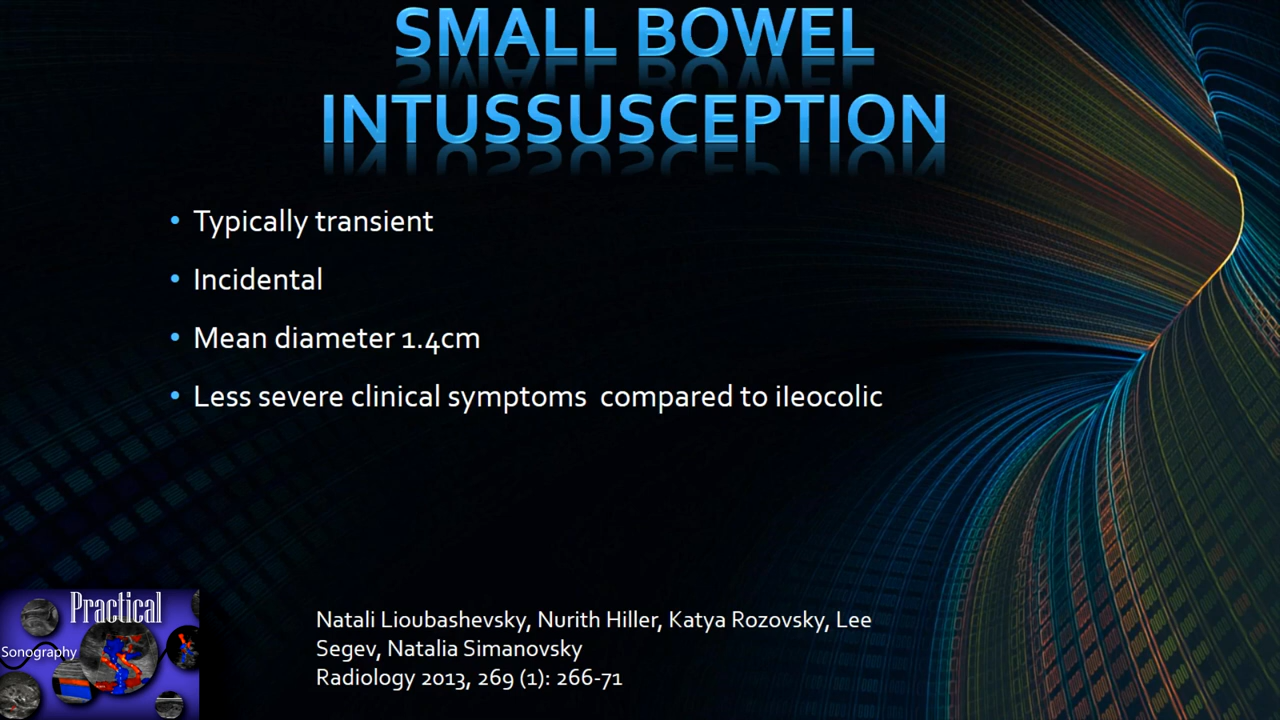 SMALL BOWEL
INTUSSUSCEPTION
• Typically transient
• Incidental
• Mean diameter 1.4cm
• Less severe clinical symptoms  compared to ileocolic
Natali Lioubashevsky, Nurith Hiller, Katya Rozovsky, Lee
Segev, Natalia Simanovsky
Radiology 2013, 269 (1): 266-71
Practical
Sonography